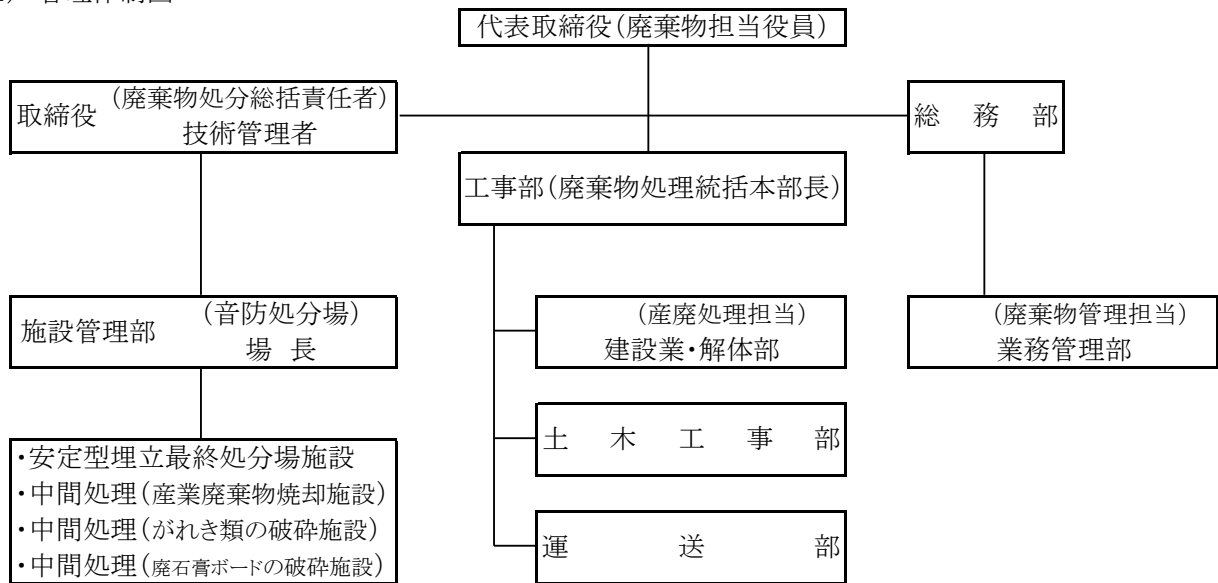 代表取締役(廃棄物担当役員)
取締役 (廃棄物処分総括責任者)
技術管理者
総 務 部
工事部(廃棄物処理統括本部長)
施設管理部 (音防処分場)
場 長
(産廃処理担当)
建設業・解体部
(廃棄物管理担当)
業務管理部
土 木 工 事 部
運 送 部
・安定型埋立最終処分場施設
・中間処理(産業廃棄物焼却施設)
・中間処理(がれき類の破砕施設)
・中間処理(廃石膏ボードの破砕施設)